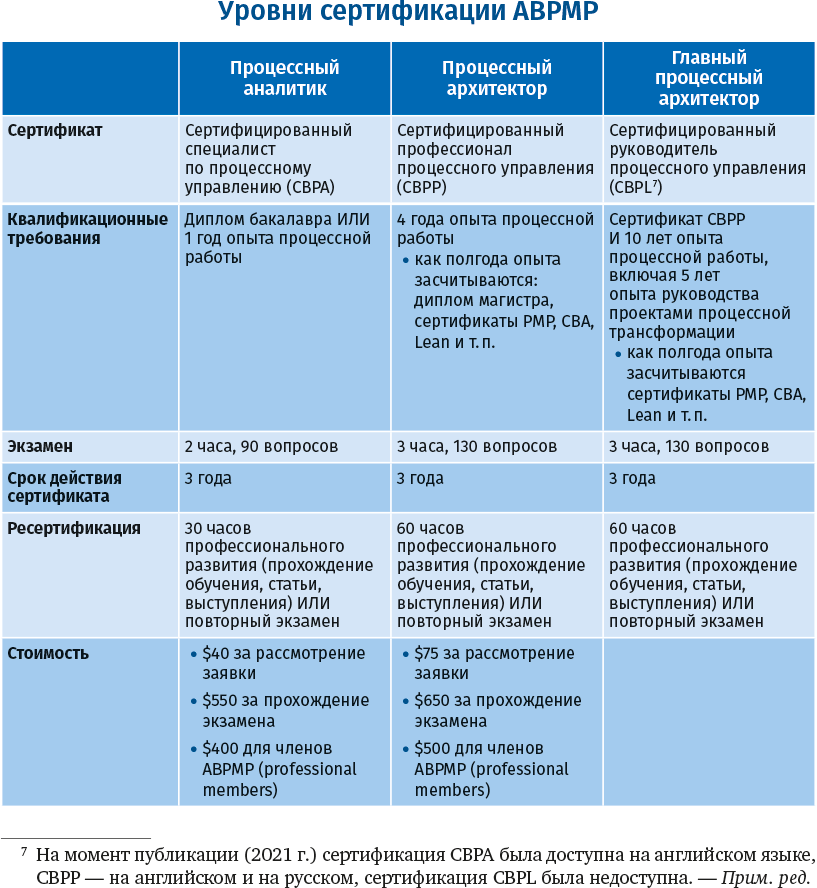 Уровни сертификации ABPMP
Процессный
аналитик
Процессный
архитектор
Главный
процессный
архитектор
Сертификат
Сертифицированный
специалист
по процессному
управлению (CBPA)
Сертифицированный
профессионал
процессного управления
(CBPP)
Сертифицированный
руководитель
процессного управления
(CBPL⁷)
Квалификационные
требования
Диплом бакалавра ИЛИ
1 год опыта процессной
работы
4 года опыта процессной
работы
• как полгода опыта
засчитываются:
диплом магистра,
сертификаты PMP, CBA,
Lean и т. п.
Сертификат CBPP
И 10 лет опыта
процессной работы,
включая 5 лет
опыта руководства
проектами процессной
трансформации
• как полгода опыта
засчитываются
сертификаты PMP, CBA,
Lean и т. п.
Экзамен
2 часа, 90 вопросов
3 часа, 130 вопросов
3 часа, 130 вопросов
Срок действия
сертификата
3 года
3 года
3 года
Ресертификация
30 часов
профессионального
развития (прохождение
обучения, статьи,
выступления) ИЛИ
повторный экзамен
60 часов
профессионального
развития (прохождение
обучения, статьи,
выступления) ИЛИ
повторный экзамен
60 часов
профессионального
развития (прохождение
обучения, статьи,
выступления) ИЛИ
повторный экзамен
Стоимость
• $40 за рассмотрение
заявки
• $550 за прохождение
экзамена
• $400 для членов
ABPMP (professional
members)
• $75 за рассмотрение
заявки
• $650 за прохождение
экзамена
• $500 для членов
ABPMP (professional
members)
⁷ На момент публикации (2021 г.) сертификация CBPA была доступна на английском языке,
CBPP — на английском и на русском, сертификация CBPL была недоступна. — Прим. ред.